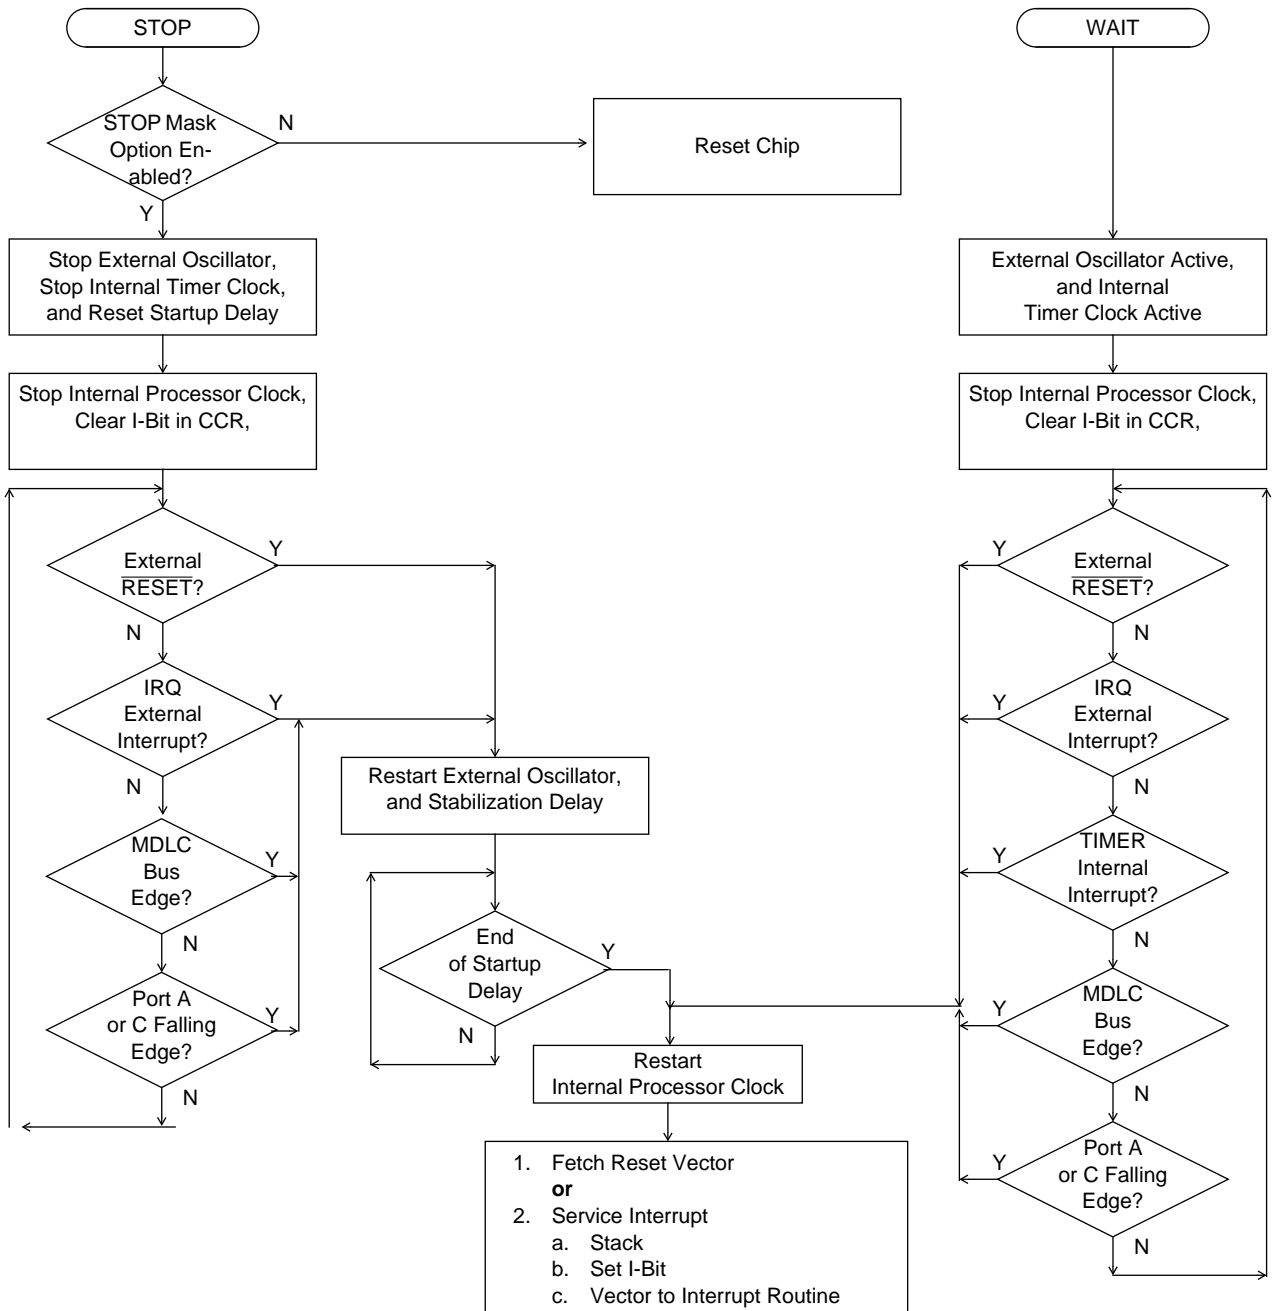 STOP
WAIT
STOP Mask
Option En-
abled?
N
Reset Chip
Y
Stop External Oscillator,
Stop Internal Timer Clock,
and Reset Startup Delay
External Oscillator Active,
and Internal
Timer Clock Active
Stop Internal Processor Clock,
Clear I-Bit in CCR,
Stop Internal Processor Clock,
Clear I-Bit in CCR,
External
RESET?
Y
N
Y
External
RESET?
N
IRQ
External
Interrupt?
Y
N
Y
IRQ
External
Interrupt?
N
Restart External Oscillator,
and Stabilization Delay
MDLC
Bus
Edge?
Y
N
Y
TIMER
Internal
Interrupt?
N
End
of Startup
Delay
Y
N
Port A
or C Falling
Edge?
Y
N
Y
MDLC
Bus
Edge?
N
Restart
Internal Processor Clock
Y
Port A
or C Falling
Edge?
N
1. Fetch Reset Vector
or
2. Service Interrupt
a. Stack
b. Set I-Bit
c. Vector to Interrupt Routine